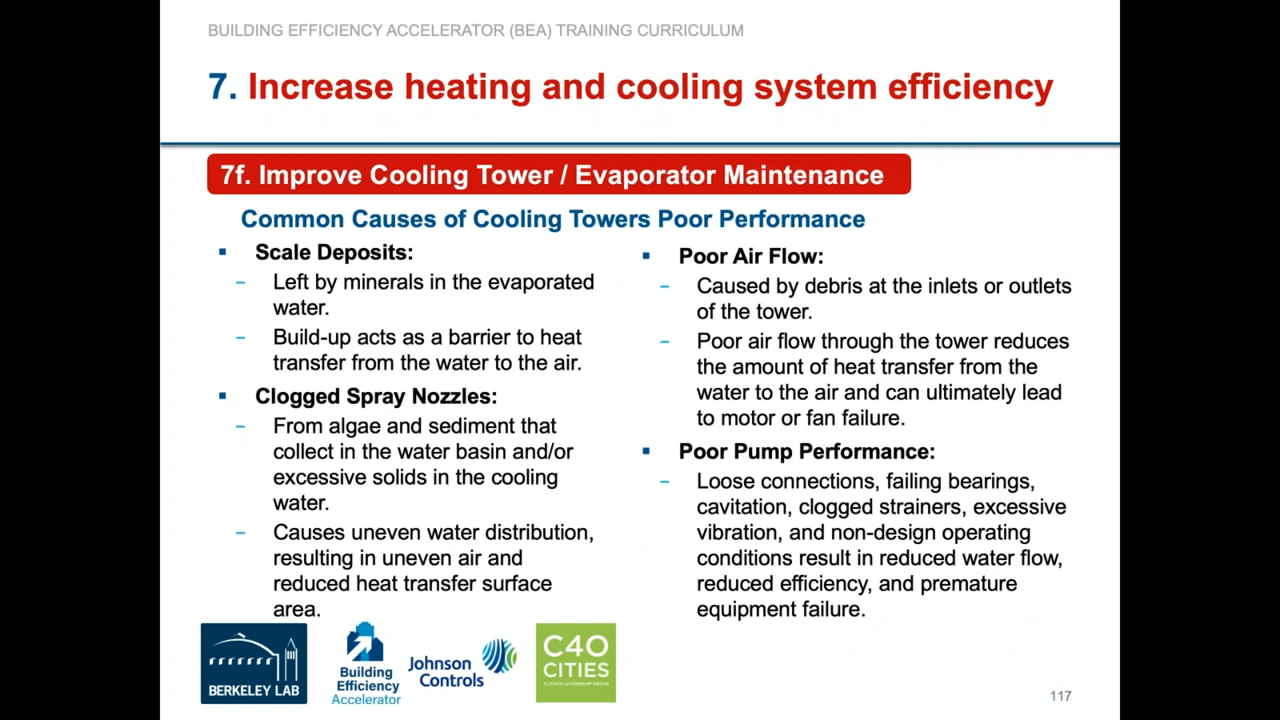 BUILDING EFFICIENCY ACCELERATOR (BEA) TRAINING CURRICULUM
7. Increase heating and cooling system efficiency
7f. Improve Cooling Tower / Evaporator Maintenance
Common Causes of Cooling Towers Poor Performance
▪ Scale Deposits:
– Left by minerals in the evaporated
water.
– Build-up acts as a barrier to heat
transfer from the water to the air.
▪ Clogged Spray Nozzles:
– From algae and sediment that
collect in the water basin and/or
excessive solids in the cooling
water.
– Causes uneven water distribution,
resulting in uneven air and
reduced heat transfer surface
area.
▪ Poor Air Flow:
– Caused by debris at the inlets or outlets
of the tower.
– Poor air flow through the tower reduces
the amount of heat transfer from the
water to the air and can ultimately lead
to motor or fan failure.
▪ Poor Pump Performance:
– Loose connections, failing bearings,
cavitation, clogged strainers, excessive
vibration, and non-design operating
conditions result in reduced water flow,
reduced efficiency, and premature
equipment failure.
BERKELEY LAB
Building
Efficiency
Accelerator
Johnson
Controls
C40
CITIES
CLIMATE LEADERSHIP GROUP
117